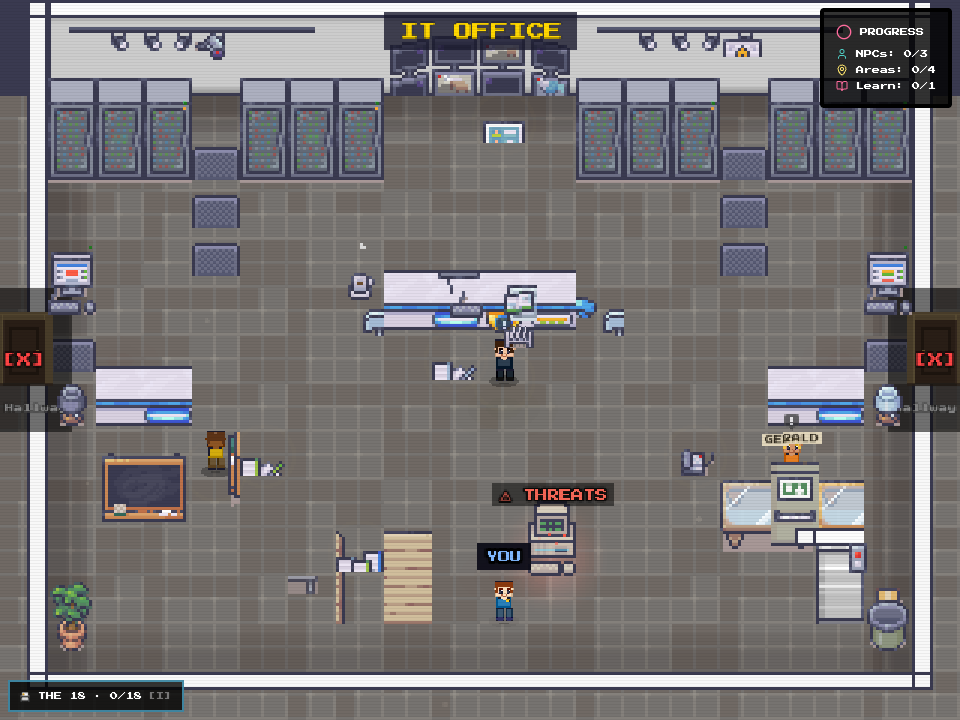 IT OFFICE
PROGRESS
NPCs: 0/3
Areas: 0/4
Learn: 0/1
[X]
[X]
GERALD
THREATS
YOU
THE 18 · 0/18 [I]